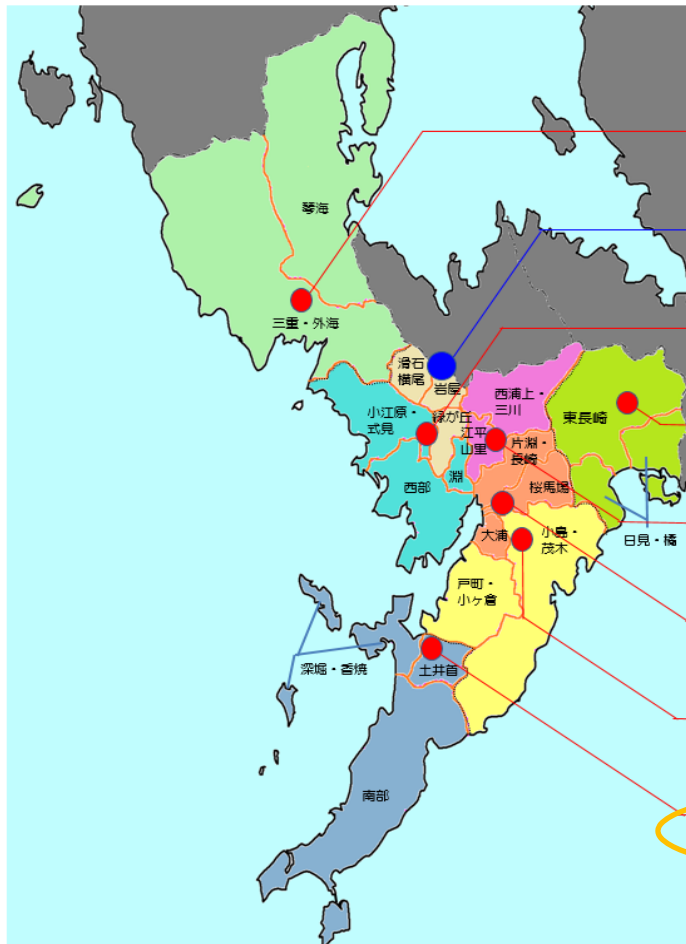 琴海
三重・外海
滑石
横尾
岩屋
西浦上・
三川
東長崎
小江原・
式見
緑が丘
江平
山里
片淵・
長崎
淵
西部
桜馬場
大浦
小島・
茂木
日見・橘
戸町・
小ヶ倉
深堀・香焼
土井首
南部